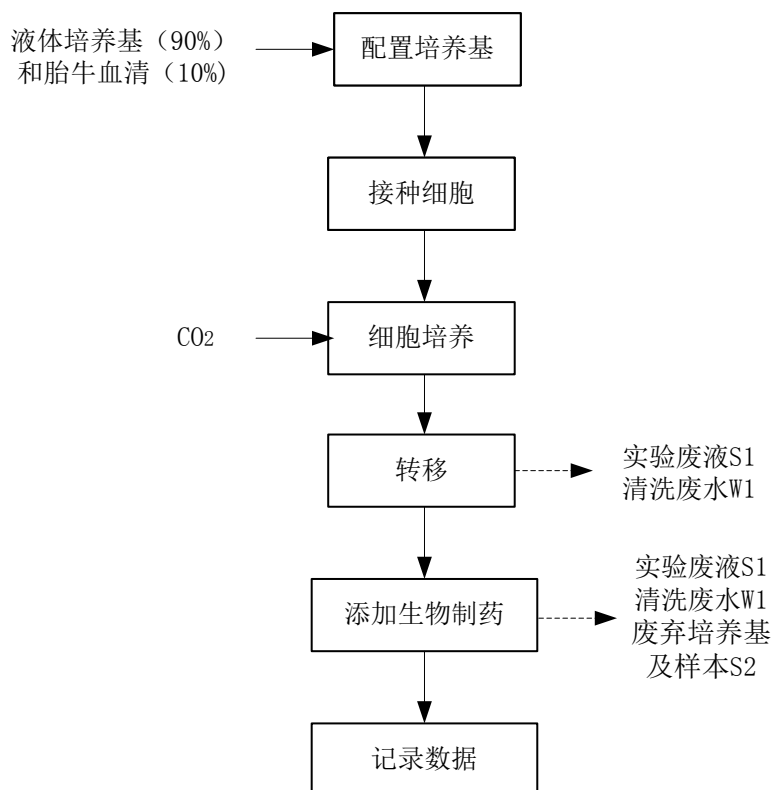 液体培养基（90%）
和胎牛血清（10%)
配置培养基
接种细胞
CO2
细胞培养
转移
实验废液S1
清洗废水W1
添加生物制药
实验废液S1
清洗废水W1
废弃培养基
及样本S2
记录数据